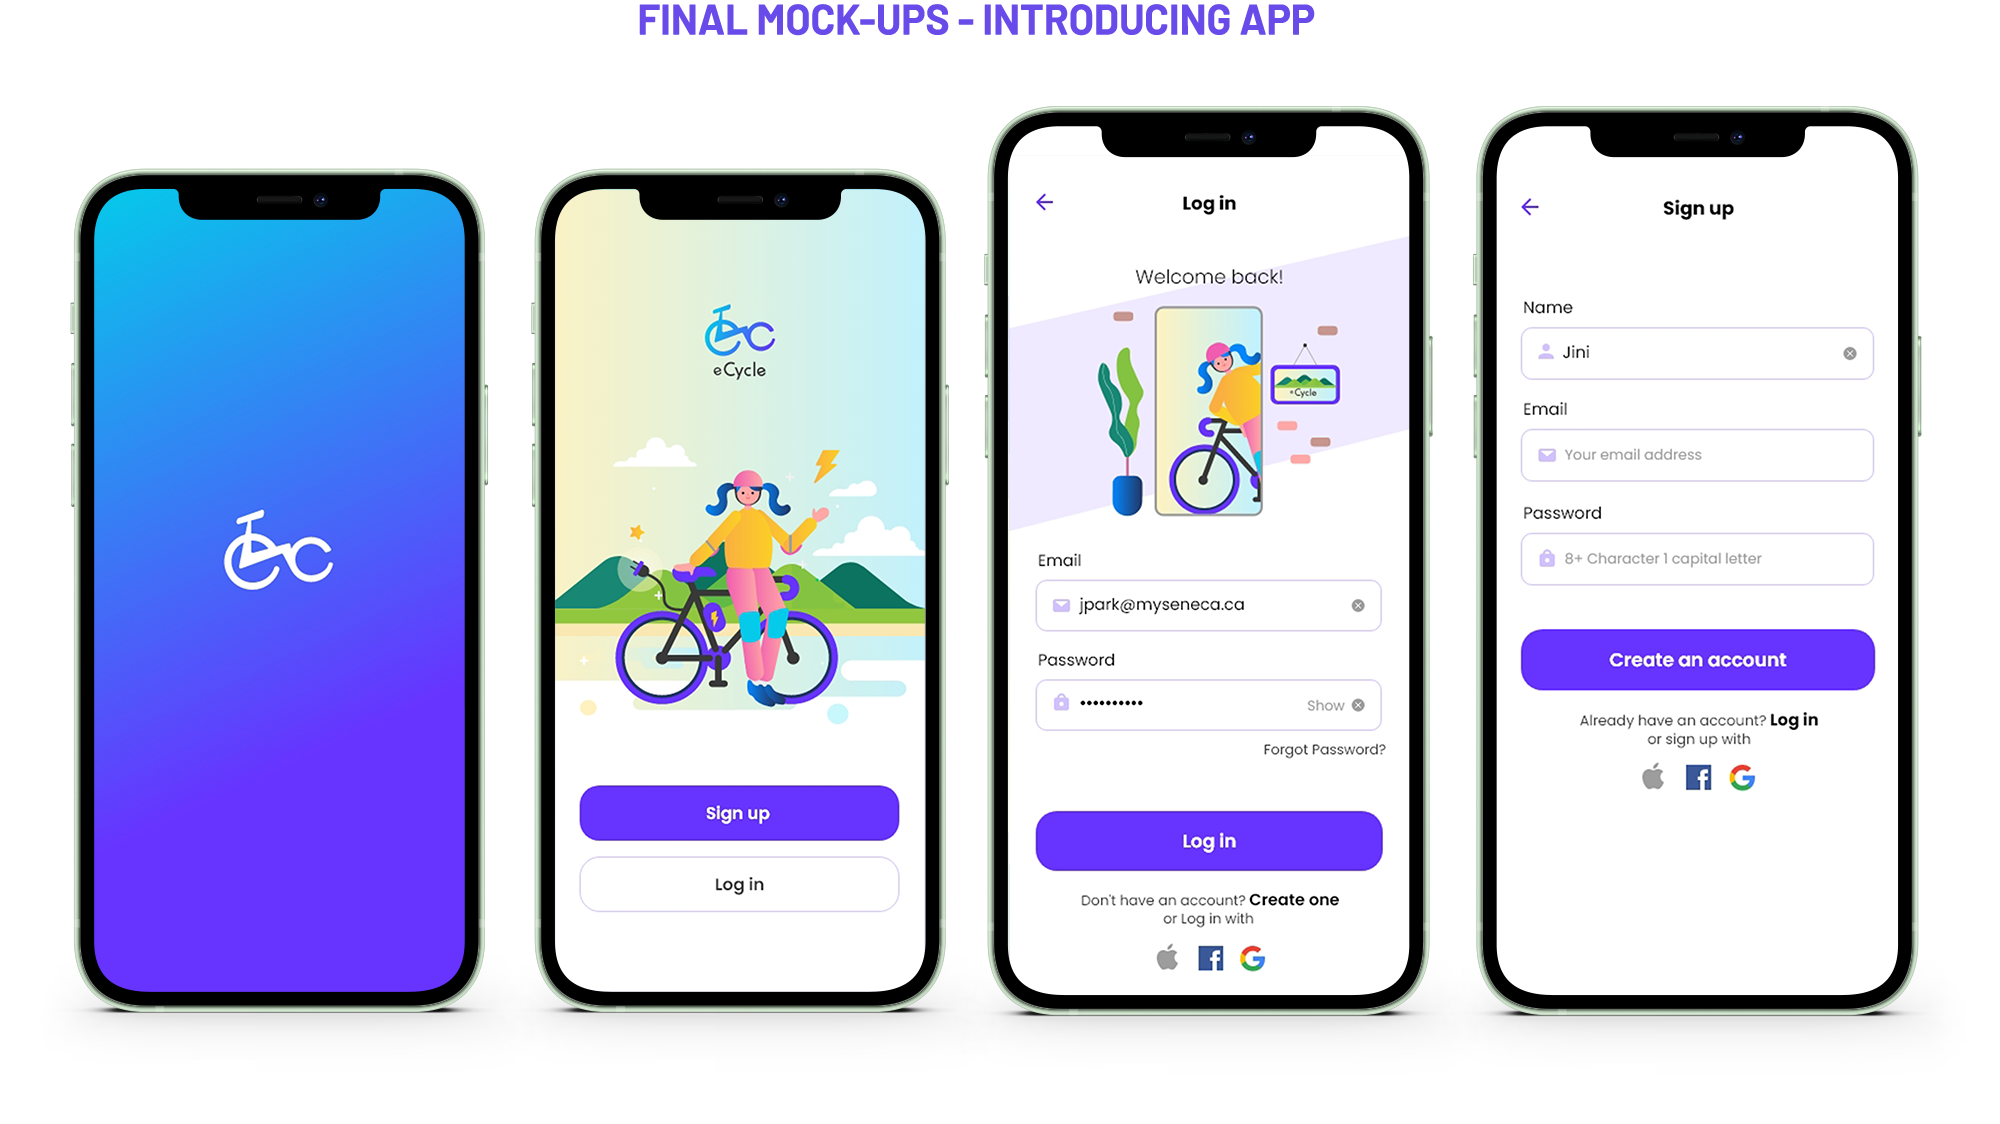 FINAL MOCK-UPS - INTRODUCING APP
eCycle
Sign up
Log in
Log in
Welcome back!
eCycle
Email
jpark@myseneca.ca
Password
••••••••••
Show
Forgot Password?
Log in
Don't have an account? Create one
or Log in with
Sign up
Name
Jini
Email
Your email address
Password
8+ Character 1 capital letter
Create an account
Already have an account? Log in
or sign up with